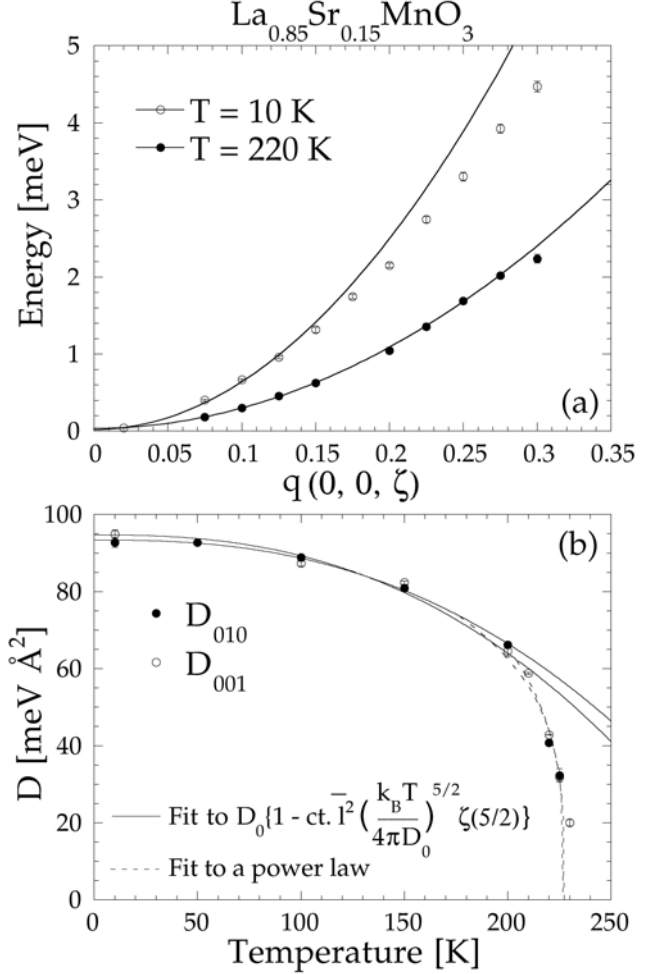 La0.85Sr0.15MnO3
5
4
3
2
1
0
Energy [meV]
T = 10 K
T = 220 K
(a)
0 0.05 0.1 0.15 0.2 0.25 0.3 0.35
q (0, 0, ζ)
100
80
60
40
20
0
D [meV Å²]
(b)
D010
D001
Fit to D0{1 - ct. l̅² (kBT/4πD0)^5/2 ζ(5/2)}
Fit to a power law
0 50 100 150 200 250
Temperature [K]